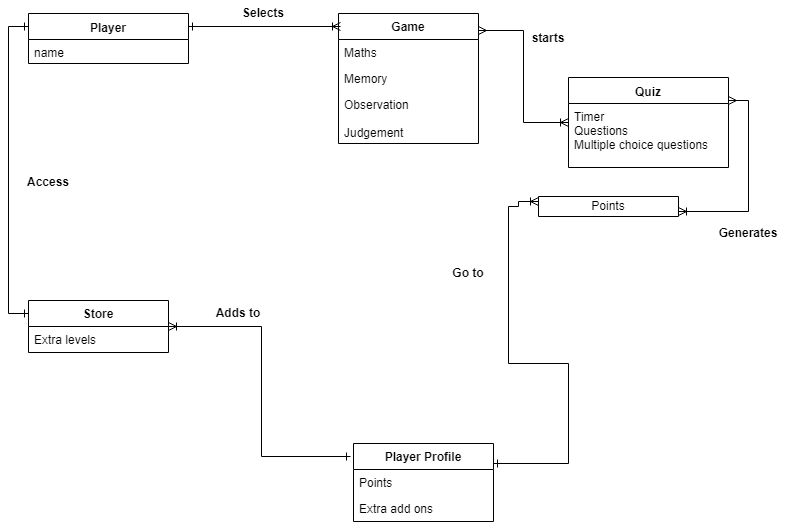 Selects
Player
name
Game
Maths
Memory
Observation
Judgement
starts
Quiz
Timer
Questions
Multiple choice questions
Access
Points
Generates
Go to
Store
Extra levels
Adds to
Player Profile
Points
Extra add ons